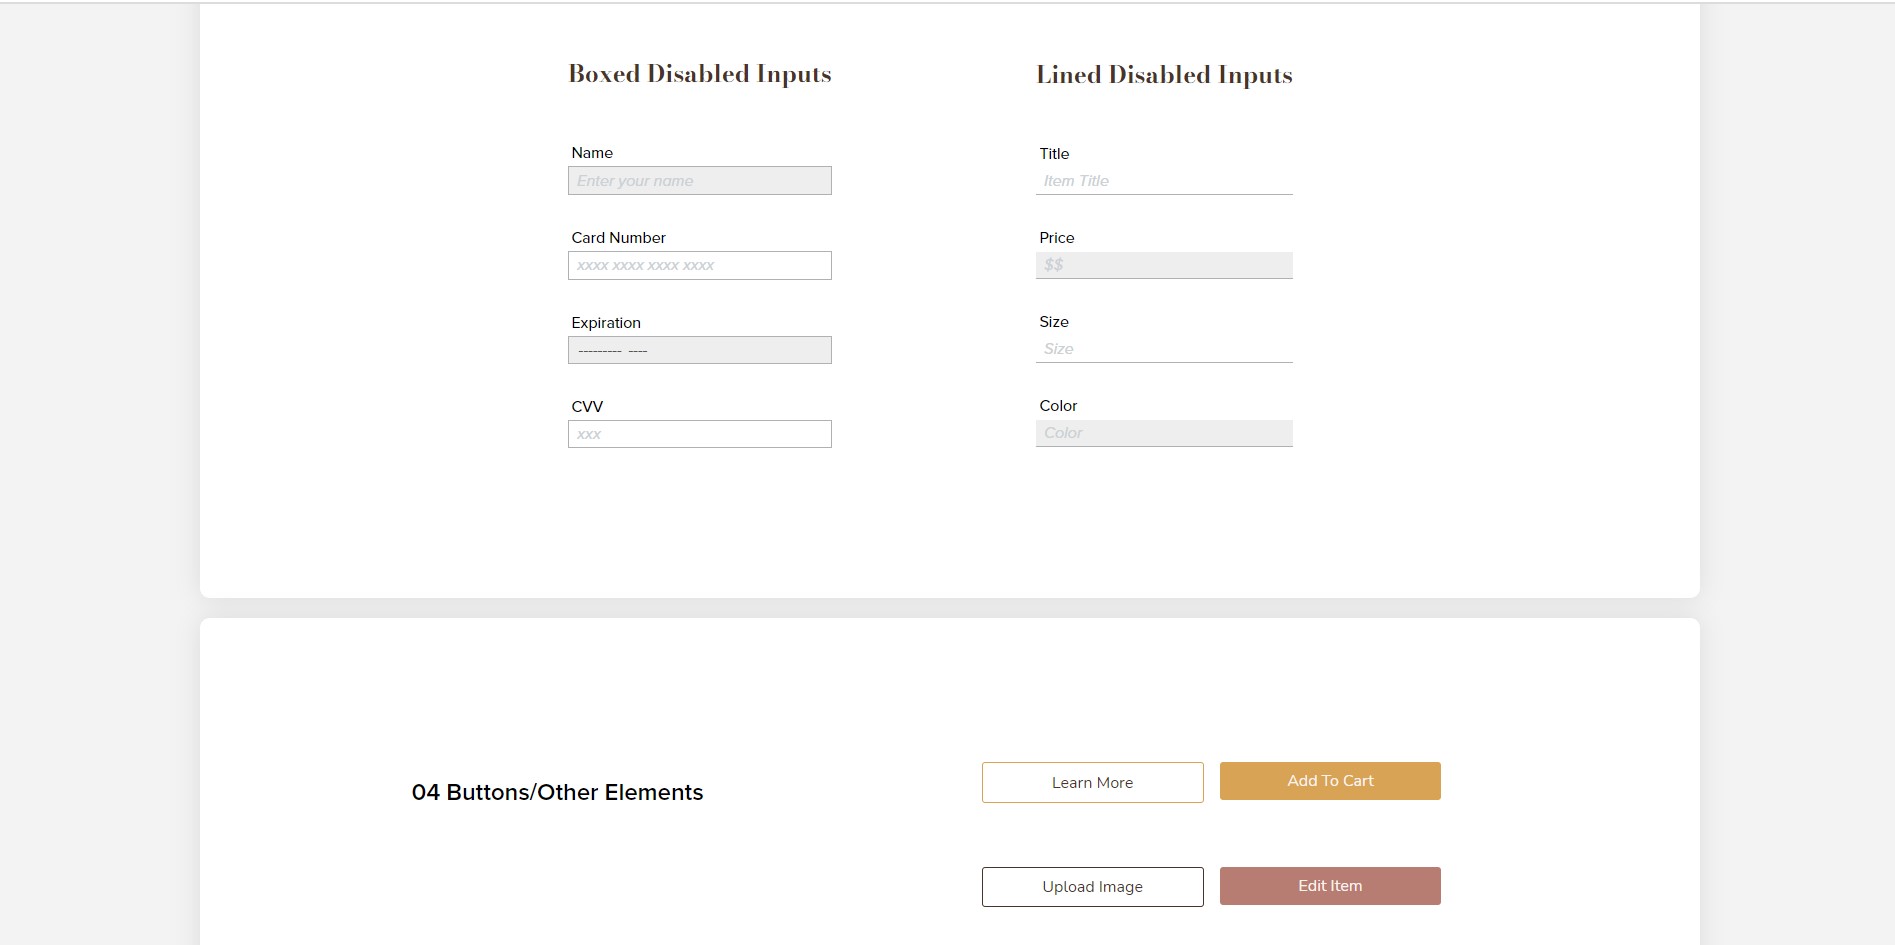 Boxed Disabled Inputs
Name
Enter your name
Card Number
xxxx xxxx xxxx xxxx
Expiration
--------- ----
CVV
xxx
Lined Disabled Inputs
Title
Item Title
Price
$$
Size
Size
Color
Color
04 Buttons/Other Elements
Learn More
Add To Cart
Upload Image
Edit Item